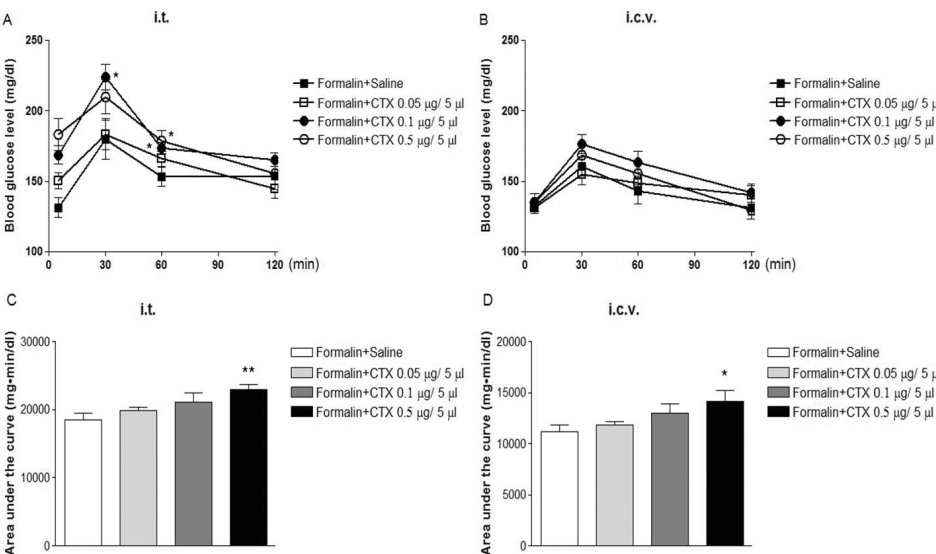 A
i.t.
Blood glucose level (mg/dl)
250
200
150
100
0
30
60
90
120
(min)
*
*
*
Formalin+Saline
Formalin+CTX 0.05 μg/ 5 μl
Formalin+CTX 0.1 μg/ 5 μl
Formalin+CTX 0.5 μg/ 5 μl
B
i.c.v.
Blood glucose level (mg/dl)
250
200
150
100
0
30
60
90
120
(min)
Formalin+Saline
Formalin+CTX 0.05 μg/ 5 μl
Formalin+CTX 0.1 μg/ 5 μl
Formalin+CTX 0.5 μg/ 5 μl
C
i.t.
Area under the curve (mg-min/dl)
30000
20000
10000
0
**
Formalin+Saline
Formalin+CTX 0.05 μg/ 5 μl
Formalin+CTX 0.1 μg/ 5 μl
Formalin+CTX 0.5 μg/ 5 μl
D
i.c.v.
Area under the curve (mg-min/dl)
20000
15000
10000
5000
0
*
Formalin+Saline
Formalin+CTX 0.05 μg/ 5 μl
Formalin+CTX 0.1 μg/ 5 μl
Formalin+CTX 0.5 μg/ 5 μl